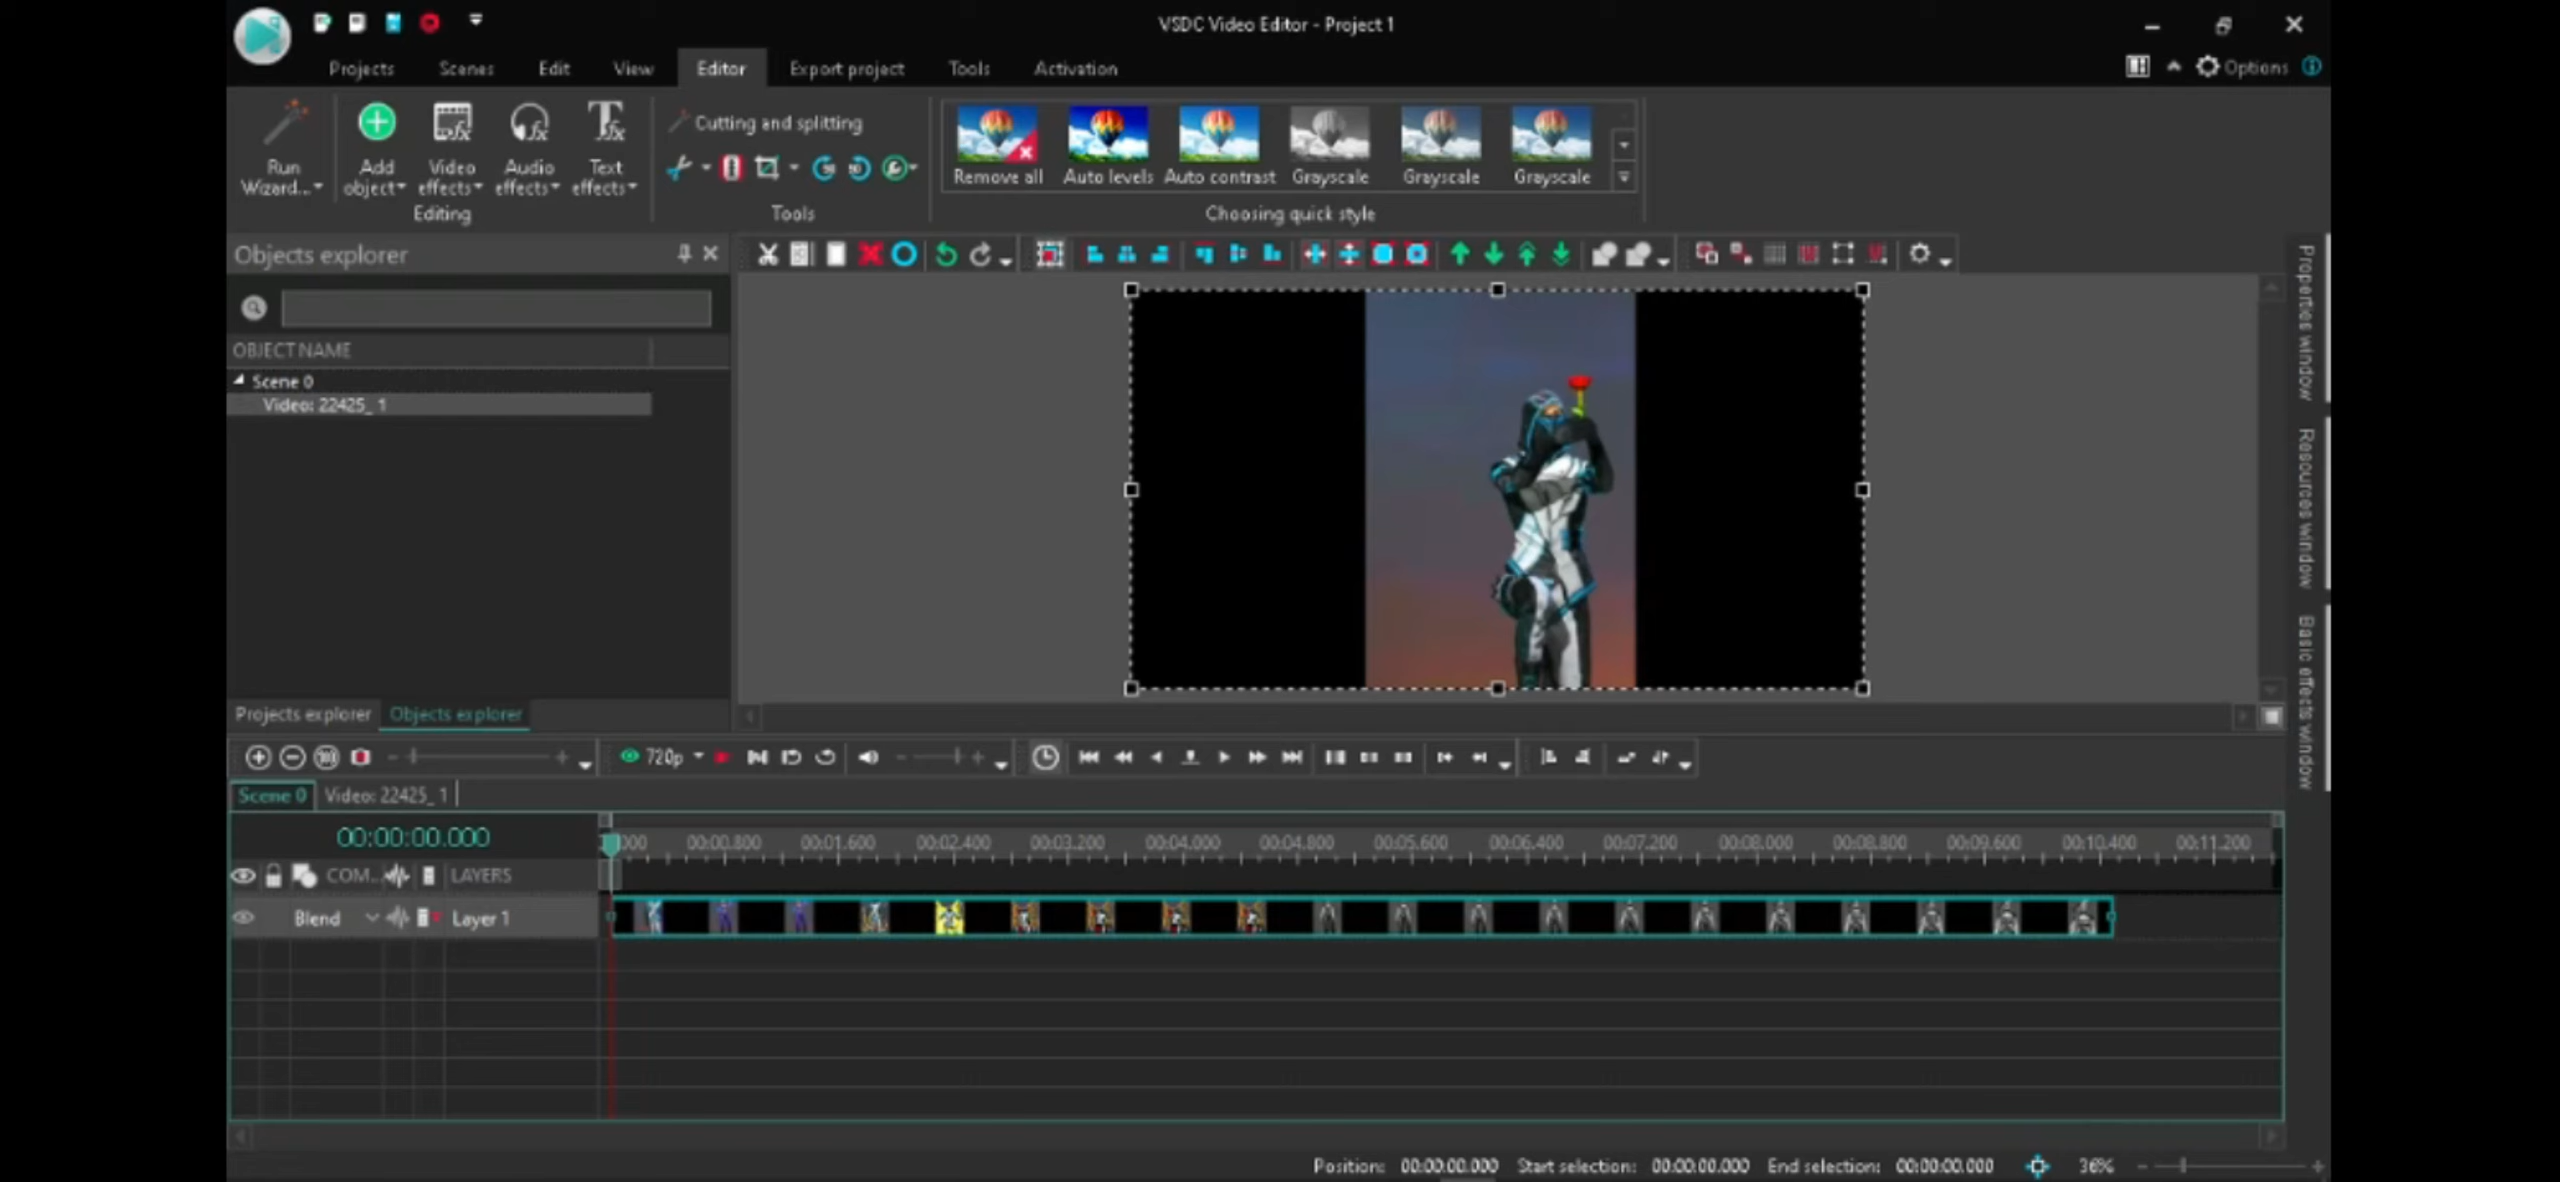 VSDC Video Editor - Project 1
Projects Scenes Edit View Editor Export project Tools Activation Options
Cutting and splitting
Run Wizard... Add object Video effects Audio effects Text effects
Remove all Auto levels Auto contrast Grayscale Grayscale Grayscale
Editing Tools Choosing quick style
Objects explorer
OBJECT NAME
Scene 0
Video: 22425_ 1
Properties window
Resources window
Basic effects window
Projects explorer Objects explorer
720p
Scene 0 Video: 22425_ 1
00:00:00.000
000 00:00.800 00:01.600 00:02.400 00:03.200 00:04.000 00:04.800 00:05.600 00:06.400 00:07.200 00:08.000 00:08.800 00:09.600 00:10.400 00:11.200
COM... LAYERS
Blend Layer 1
Position: 00:00:00.000 Start selection: 00:00:00.000 End selection: 00:00:00.000 36%